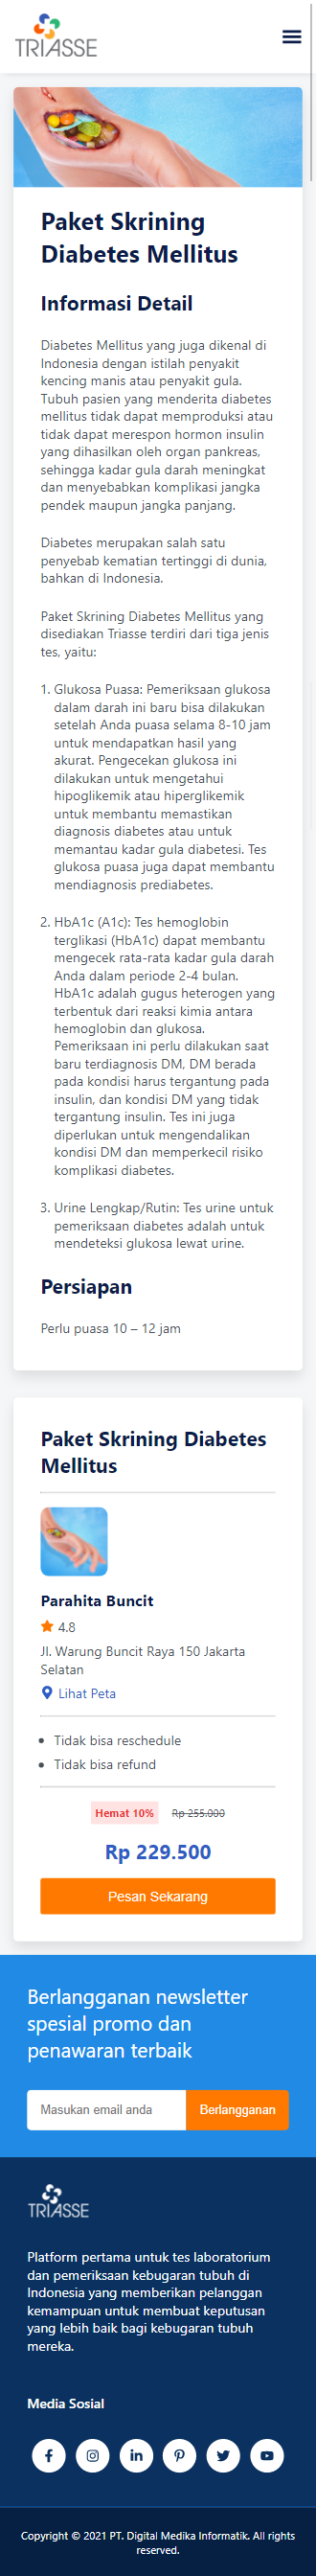 TRIASSE
Paket Skrining
Diabetes Mellitus
Informasi Detail
Diabetes Mellitus yang juga dikenal di
Indonesia dengan istilah penyakit
kencing manis atau penyakit gula.
Tubuh pasien yang menderita diabetes
mellitus tidak dapat memproduksi atau
tidak dapat merespon hormon insulin
yang dihasilkan oleh organ pankreas,
sehingga kadar gula darah meningkat
dan menyebabkan komplikasi jangka
pendek maupun jangka panjang.
Diabetes merupakan salah satu
penyebab kematian tertinggi di dunia,
bahkan di Indonesia.
Paket Skrining Diabetes Mellitus yang
disediakan Triasse terdiri dari tiga jenis
tes, yaitu:
1. Glukosa Puasa: Pemeriksaan glukosa
dalam darah ini baru bisa dilakukan
setelah Anda puasa selama 8-10 jam
untuk mendapatkan hasil yang
akurat. Pengecekan glukosa ini
dilakukan untuk mengetahui
hipoglikemik atau hiperglikemik
untuk membantu memastikan
diagnosis diabetes atau untuk
memantau kadar gula diabetesi. Tes
glukosa puasa juga dapat membantu
mendiagnosis prediabetes.
2. HbA1c (A1c): Tes hemoglobin
terglikasi (HbA1c) dapat membantu
mengecek rata-rata kadar gula darah
Anda dalam periode 2-4 bulan.
HbA1c adalah gugus heterogen yang
terbentuk dari reaksi kimia antara
hemoglobin dan glukosa.
Pemeriksaan ini perlu dilakukan saat
baru terdiagnosis DM, DM berada
pada kondisi harus tergantung pada
insulin, dan kondisi DM yang tidak
tergantung insulin. Tes ini juga
diperlukan untuk mengendalikan
kondisi DM dan memperkecil risiko
komplikasi diabetes.
3. Urine Lengkap/Rutin: Tes urine untuk
pemeriksaan diabetes adalah untuk
mendeteksi glukosa lewat urine.
Persiapan
Perlu puasa 10 – 12 jam
Paket Skrining Diabetes
Mellitus
Parahita Buncit
4.8
Jl. Warung Buncit Raya 150 Jakarta
Selatan
Lihat Peta
• Tidak bisa reschedule
• Tidak bisa refund
Hemat 10% Rp 255.000
Rp 229.500
Pesan Sekarang
Berlangganan newsletter
spesial promo dan
penawaran terbaik
Masukan email anda Berlangganan
TRIASSE
Platform pertama untuk tes laboratorium
dan pemeriksaan kebugaran tubuh di
Indonesia yang memberikan pelanggan
kemampuan untuk membuat keputusan
yang lebih baik bagi kebugaran tubuh
mereka.
Media Sosial
Copyright © 2021 PT. Digital Medika Informatik. All rights
reserved.